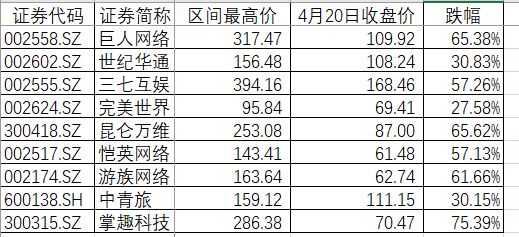 证券代码 证券简称 区间最高价 4月20日收盘价 跌幅
002558.SZ 巨人网络 317.47 109.92 65.38%
002602.SZ 世纪华通 156.48 108.24 30.83%
002555.SZ 三七互娱 394.16 168.46 57.26%
002624.SZ 完美世界 95.84 69.41 27.58%
300418.SZ 昆仑万维 253.08 87.00 65.62%
002517.SZ 恺英网络 143.41 61.48 57.13%
002174.SZ 游族网络 163.64 62.74 61.66%
600138.SH 中青旅 159.12 111.15 30.15%
300315.SZ 掌趣科技 286.38 70.47 75.39%